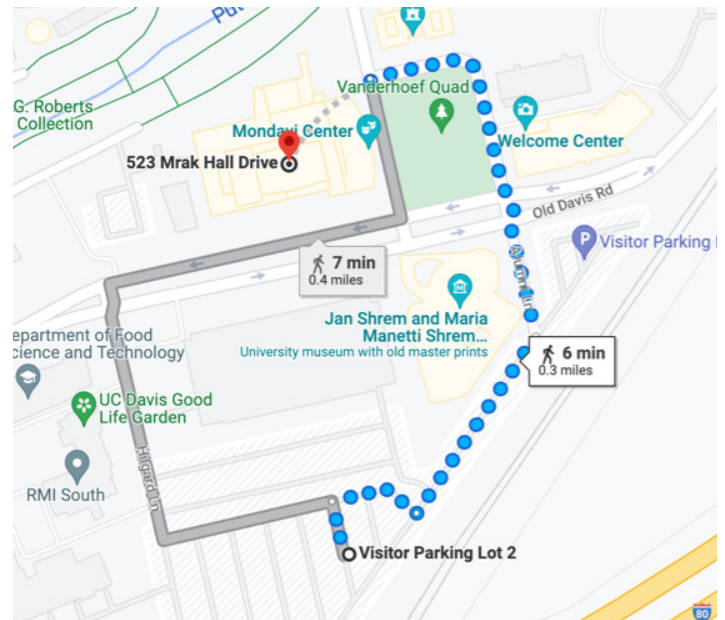 Put
G. Roberts
Collection
Vanderhoef Quad
Mondavi Center
Welcome Center
523 Mrak Hall Drive
Old Davis Rd
7 min
0.4 miles
P
Visitor Parking
Jan Shrem and Maria
Manetti Shrem...
University museum with old master prints
6 min
0.3 miles
epartment of Food
cience and Technology
UC Davis Good
Life Garden
RMI South
Hilgard Ln
Visitor Parking Lot 2
80